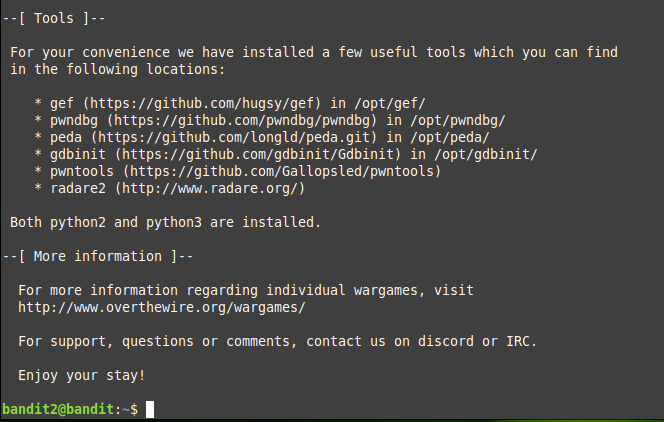 --[ Tools ]--
For your convenience we have installed a few useful tools which you can find
in the following locations:
* gef (https://github.com/hugsy/gef) in /opt/gef/
* pwndbg (https://github.com/pwndbg/pwndbg) in /opt/pwndbg/
* peda (https://github.com/longld/peda.git) in /opt/peda/
* gdbinit (https://github.com/gdbinit/Gdbinit) in /opt/gdbinit/
* pwntools (https://github.com/Gallopsled/pwntools)
* radare2 (http://www.radare.org/)
Both python2 and python3 are installed.
--[ More information ]--
For more information regarding individual wargames, visit
http://www.overthewire.org/wargames/
For support, questions or comments, contact us on discord or IRC.
Enjoy your stay!
bandit2@bandit:~$